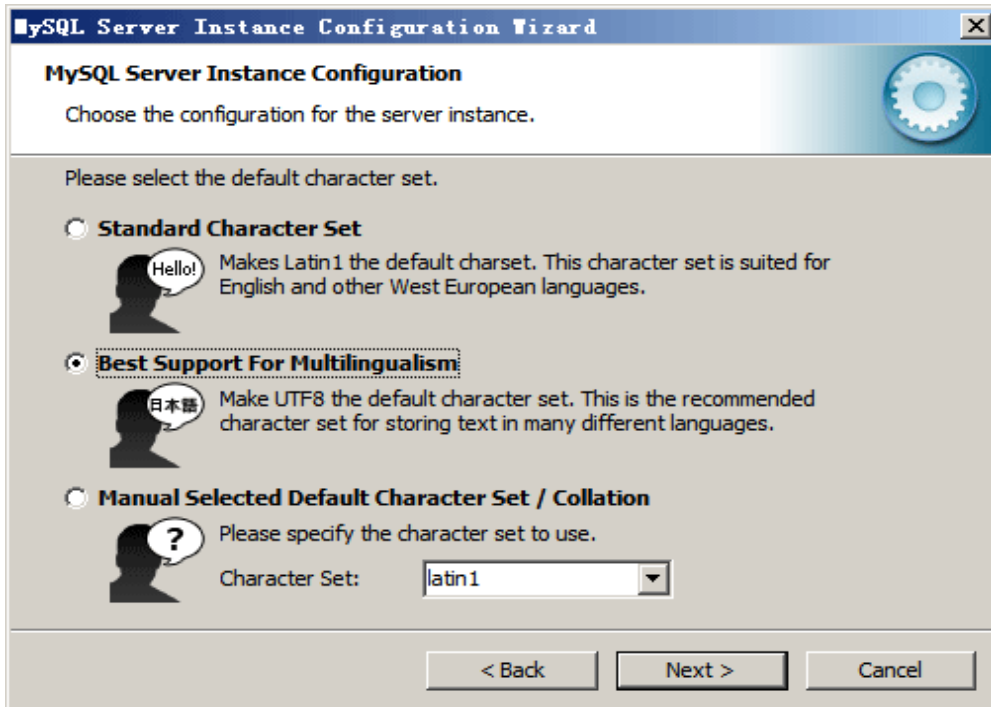 MySQL Server Instance Configuration Wizard
MySQL Server Instance Configuration
Choose the configuration for the server instance.
Please select the default character set.
Standard Character Set
Hello!
Makes Latin1 the default charset. This character set is suited for
English and other West European languages.
Best Support For Multilingualism
日本語
Make UTF8 the default character set. This is the recommended
character set for storing text in many different languages.
Manual Selected Default Character Set / Collation
?
Please specify the character set to use.
Character Set: latin1
< Back Next > Cancel